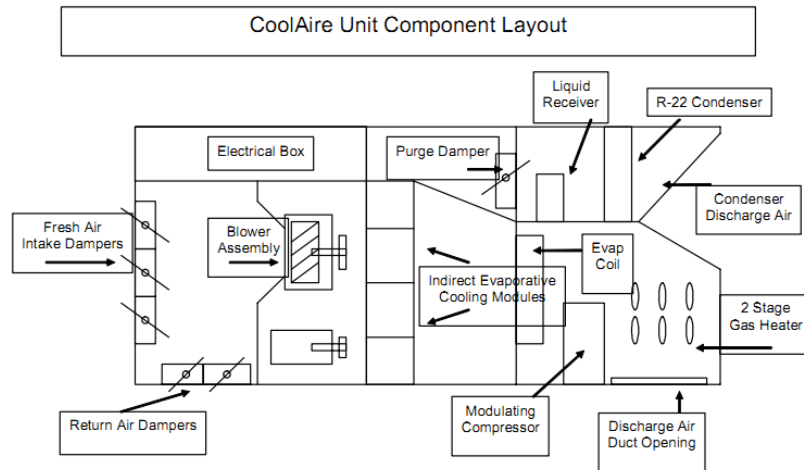 CoolAire Unit Component Layout
Liquid
Receiver
R-22 Condenser
Electrical Box
Purge Damper
Condenser
Discharge Air
Fresh Air
Intake Dampers
Blower
Assembly
Evap
Coil
Indirect Evaporative
Cooling Modules
2 Stage
Gas Heater
Return Air Dampers
Modulating
Compressor
Discharge Air
Duct Opening